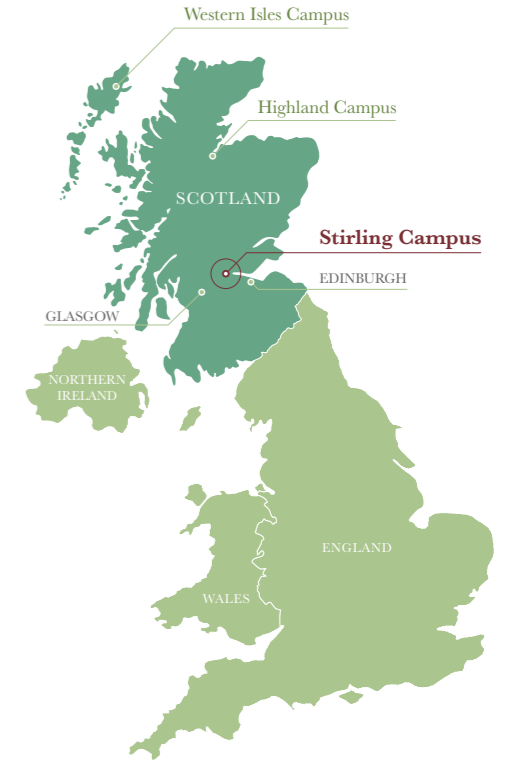 Western Isles Campus
Highland Campus
SCOTLAND
Stirling Campus
EDINBURGH
GLASGOW
NORTHERN
IRELAND
ENGLAND
WALES